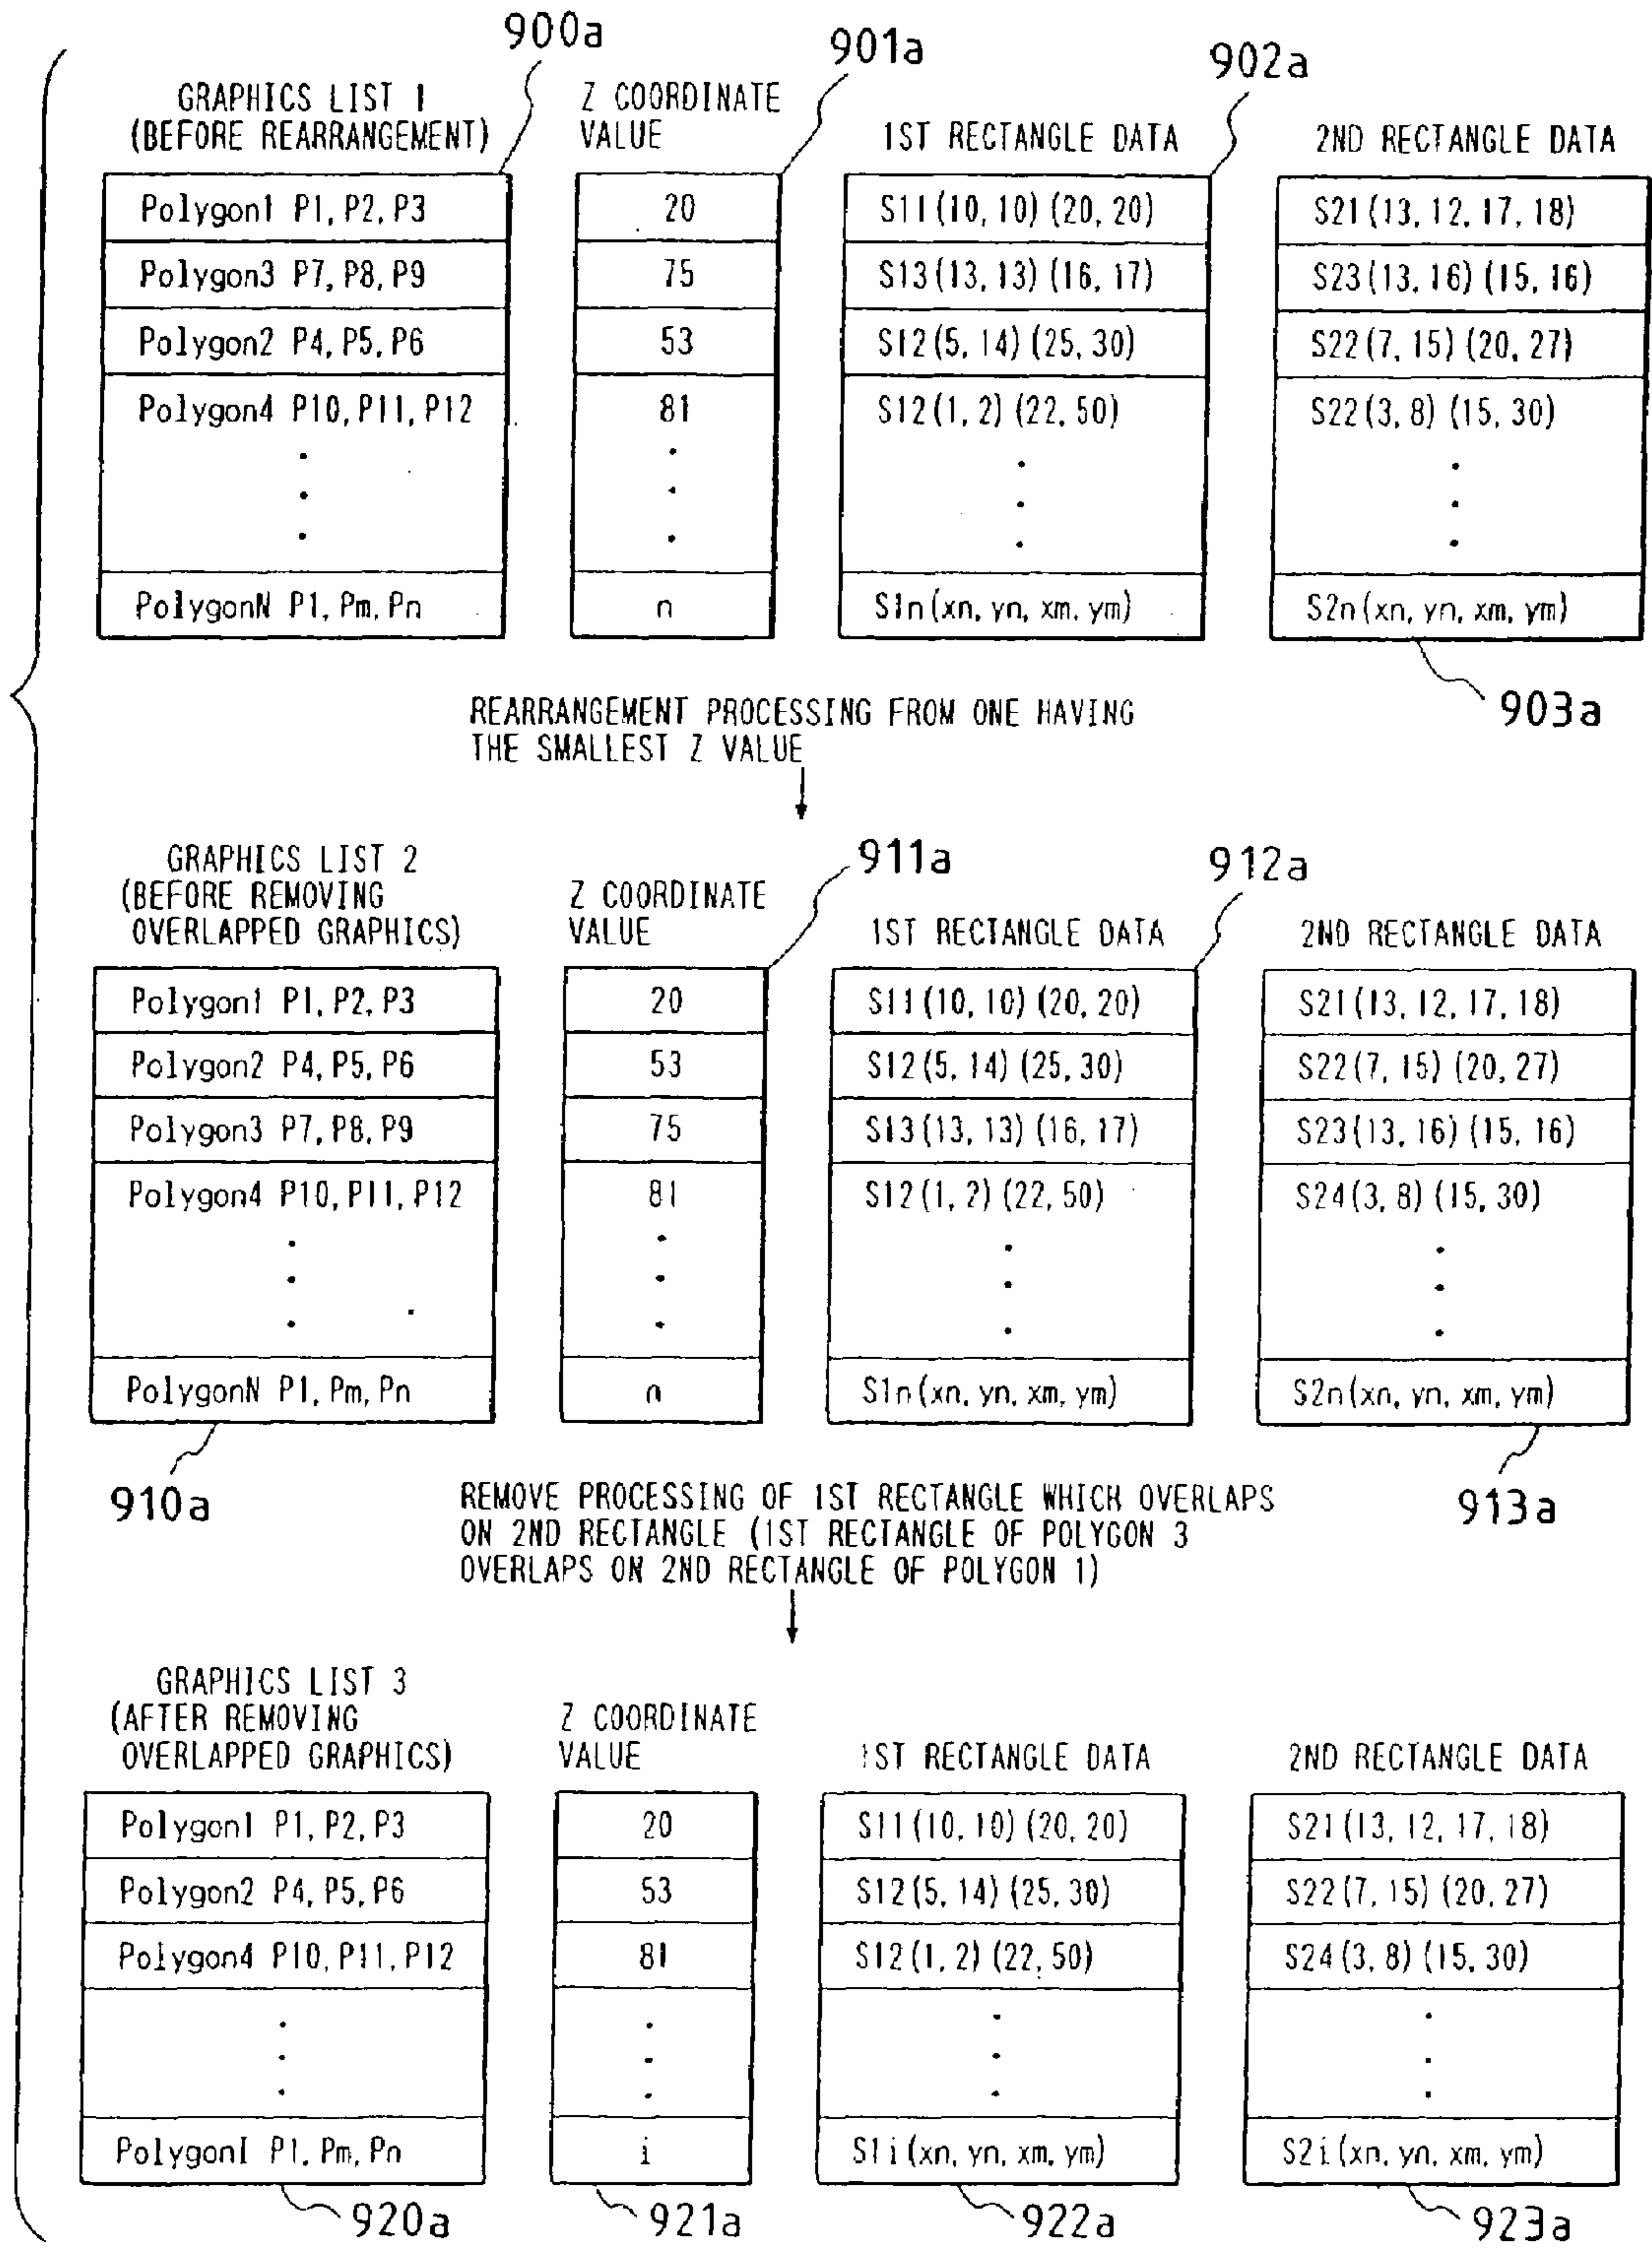 900a
901a
902a
GRAPHICS LIST 1
(BEFORE REARRANGEMENT)
Z COORDINATE
VALUE
1ST RECTANGLE DATA
2ND RECTANGLE DATA
Polygon1 P1, P2, P3
20
S11(10, 10) (20, 20)
S21(13, 12, 17, 18)
Polygon3 P7, P8, P9
75
S13(13, 13) (16, 17)
S23(13, 16) (15, 16)
Polygon2 P4, P5, P6
53
S12(5, 14) (25, 30)
S22(7, 15) (20, 27)
Polygon4 P10, P11, P12
81
S12(1, 2) (22, 50)
S22(3, 8) (15, 30)
PolygonN Pl, Pm, Pn
n
S1n(xn, yn, xm, ym)
S2n(xn, yn, xm, ym)
903a
REARRANGEMENT PROCESSING FROM ONE HAVING
THE SMALLEST Z VALUE
911a
912a
GRAPHICS LIST 2
(BEFORE REMOVING
OVERLAPPED GRAPHICS)
Z COORDINATE
VALUE
1ST RECTANGLE DATA
2ND RECTANGLE DATA
Polygon1 P1, P2, P3
20
S11(10, 10) (20, 20)
S21(13, 12, 17, 18)
Polygon2 P4, P5, P6
53
S12(5, 14) (25, 30)
S22(7, 15) (20, 27)
Polygon3 P7, P8, P9
75
S13(13, 13) (16, 17)
S23(13, 16) (15, 16)
Polygon4 P10, P11, P12
81
S12(1, 2) (22, 50)
S24(3, 8) (15, 30)
PolygonN Pl, Pm, Pn
n
S1n(xn, yn, xm, ym)
S2n(xn, yn, xm, ym)
910a
913a
REMOVE PROCESSING OF 1ST RECTANGLE WHICH OVERLAPS
ON 2ND RECTANGLE (1ST RECTANGLE OF POLYGON 3
OVERLAPS ON 2ND RECTANGLE OF POLYGON 1)
GRAPHICS LIST 3
(AFTER REMOVING
OVERLAPPED GRAPHICS)
Z COORDINATE
VALUE
1ST RECTANGLE DATA
2ND RECTANGLE DATA
Polygon1 P1, P2, P3
20
S11(10, 10) (20, 20)
S21(13, 12, 17, 18)
Polygon2 P4, P5, P6
53
S12(5, 14) (25, 30)
S22(7, 15) (20, 27)
Polygon4 P10, P11, P12
81
S12(1, 2) (22, 50)
S24(3, 8) (15, 30)
PolygonI Pl, Pm, Pn
i
S1i(xn, yn, xm, ym)
S2i(xn, yn, xm, ym)
920a
921a
922a
923a